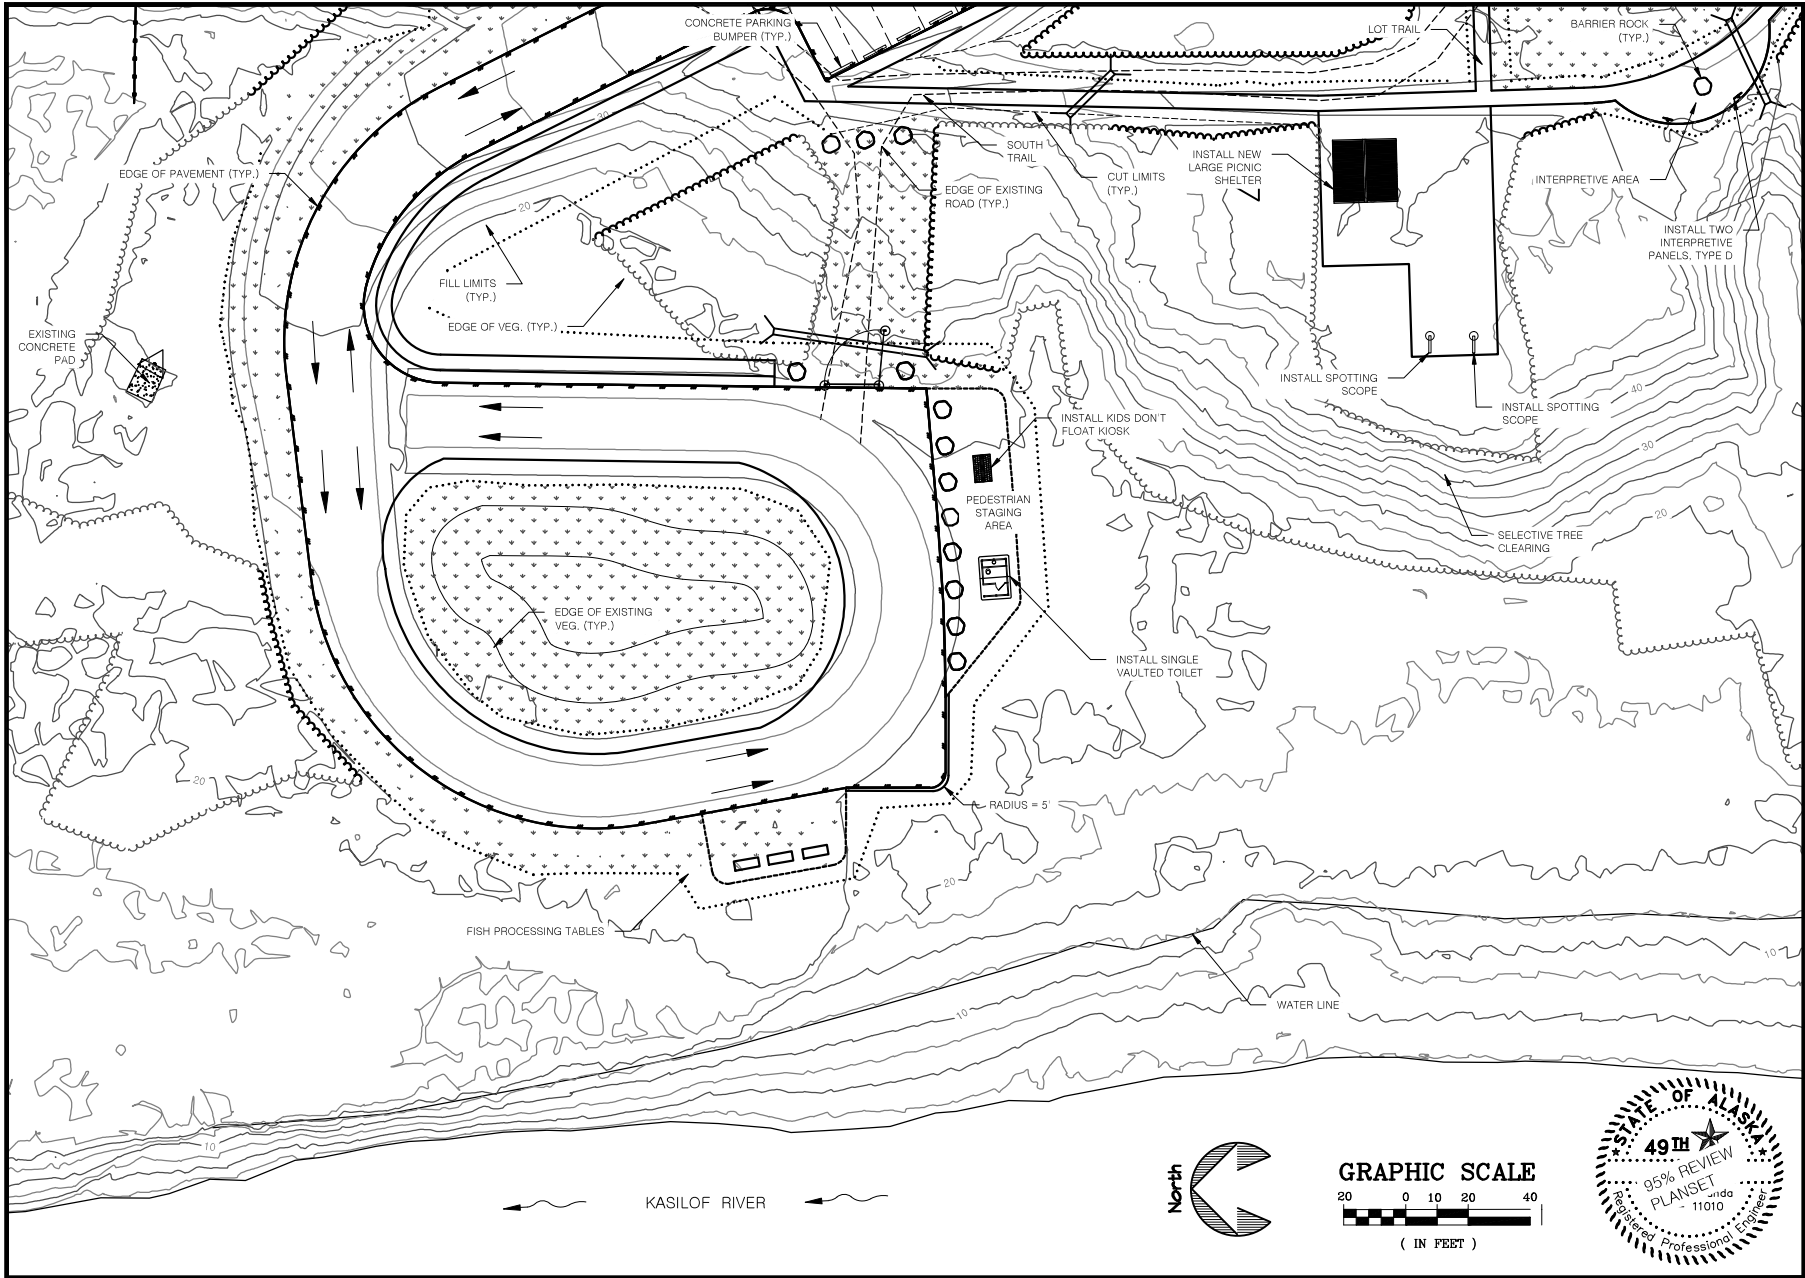 CONCRETE PARKING
BUMPER (TYP.)
LOT TRAIL
BARRIER ROCK
(TYP.)
30
EDGE OF PAVEMENT (TYP.)
SOUTH
TRAIL
CUT LIMITS
(TYP.)
EDGE OF EXISTING
ROAD (TYP.)
INSTALL NEW
LARGE PICNIC
SHELTER
INTERPRETIVE AREA
INSTALL TWO
INTERPRETIVE
PANELS, TYPE D
20
FILL LIMITS
(TYP.)
EDGE OF VEG. (TYP.)
EXISTING
CONCRETE
PAD
INSTALL SPOTTING
SCOPE
INSTALL SPOTTING
SCOPE
40
30
20
INSTALL KIDS DON'T
FLOAT KIOSK
PEDESTRIAN
STAGING
AREA
SELECTIVE TREE
CLEARING
EDGE OF EXISTING
VEG. (TYP.)
INSTALL SINGLE
VAULTED TOILET
20
RADIUS = 5'
20
FISH PROCESSING TABLES
10
WATER LINE
10
10
KASILOF RIVER
North
GRAPHIC SCALE
20 0 10 20 40
( IN FEET )
STATE OF ALASKA
49TH
95% REVIEW
PLANSET
11010
Registered Professional Engineer